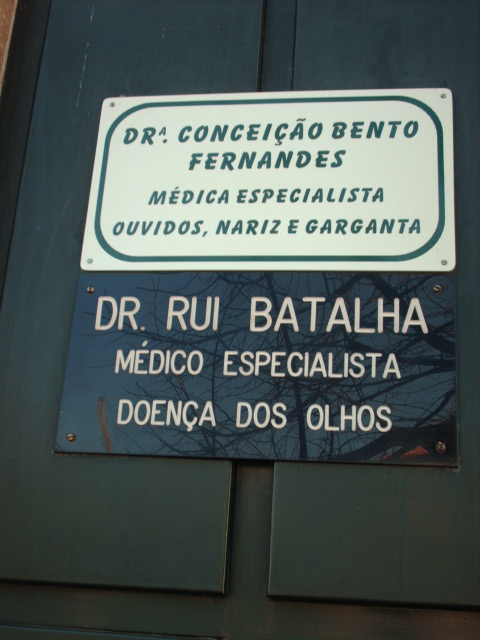 DRª. CONCEIÇÃO BENTO
FERNANDES
MÉDICA ESPECIALISTA
OUVIDOS, NARIZ E GARGANTA
DR. RUI BATALHA
MÉDICO ESPECIALISTA
DOENÇA DOS OLHOS